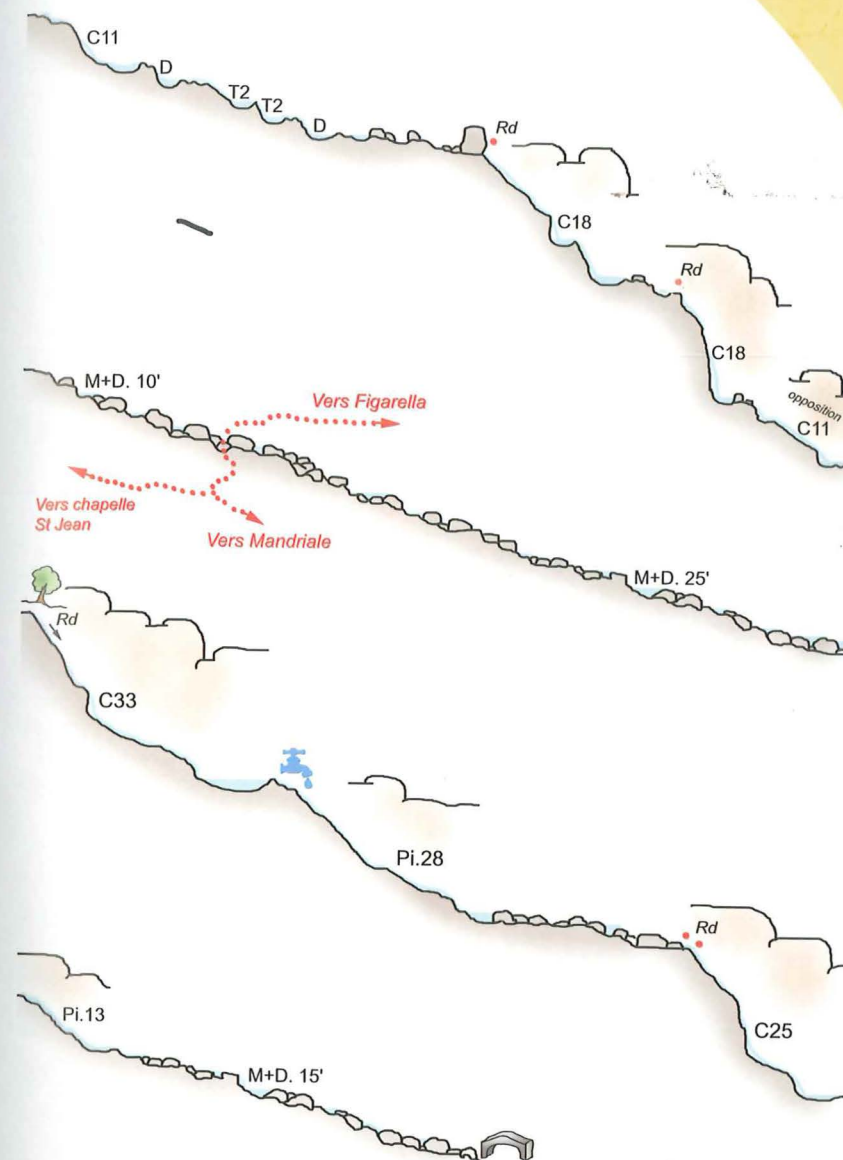 C11
D
T2
T2
D
Rd
C18
Rd
C18
opposition
C11
M+D. 10'
Vers Figarella
Vers chapelle
St Jean
Vers Mandriale
M+D. 25'
Rd
C33
Pi.28
Rd
C25
Pi.13
M+D. 15'